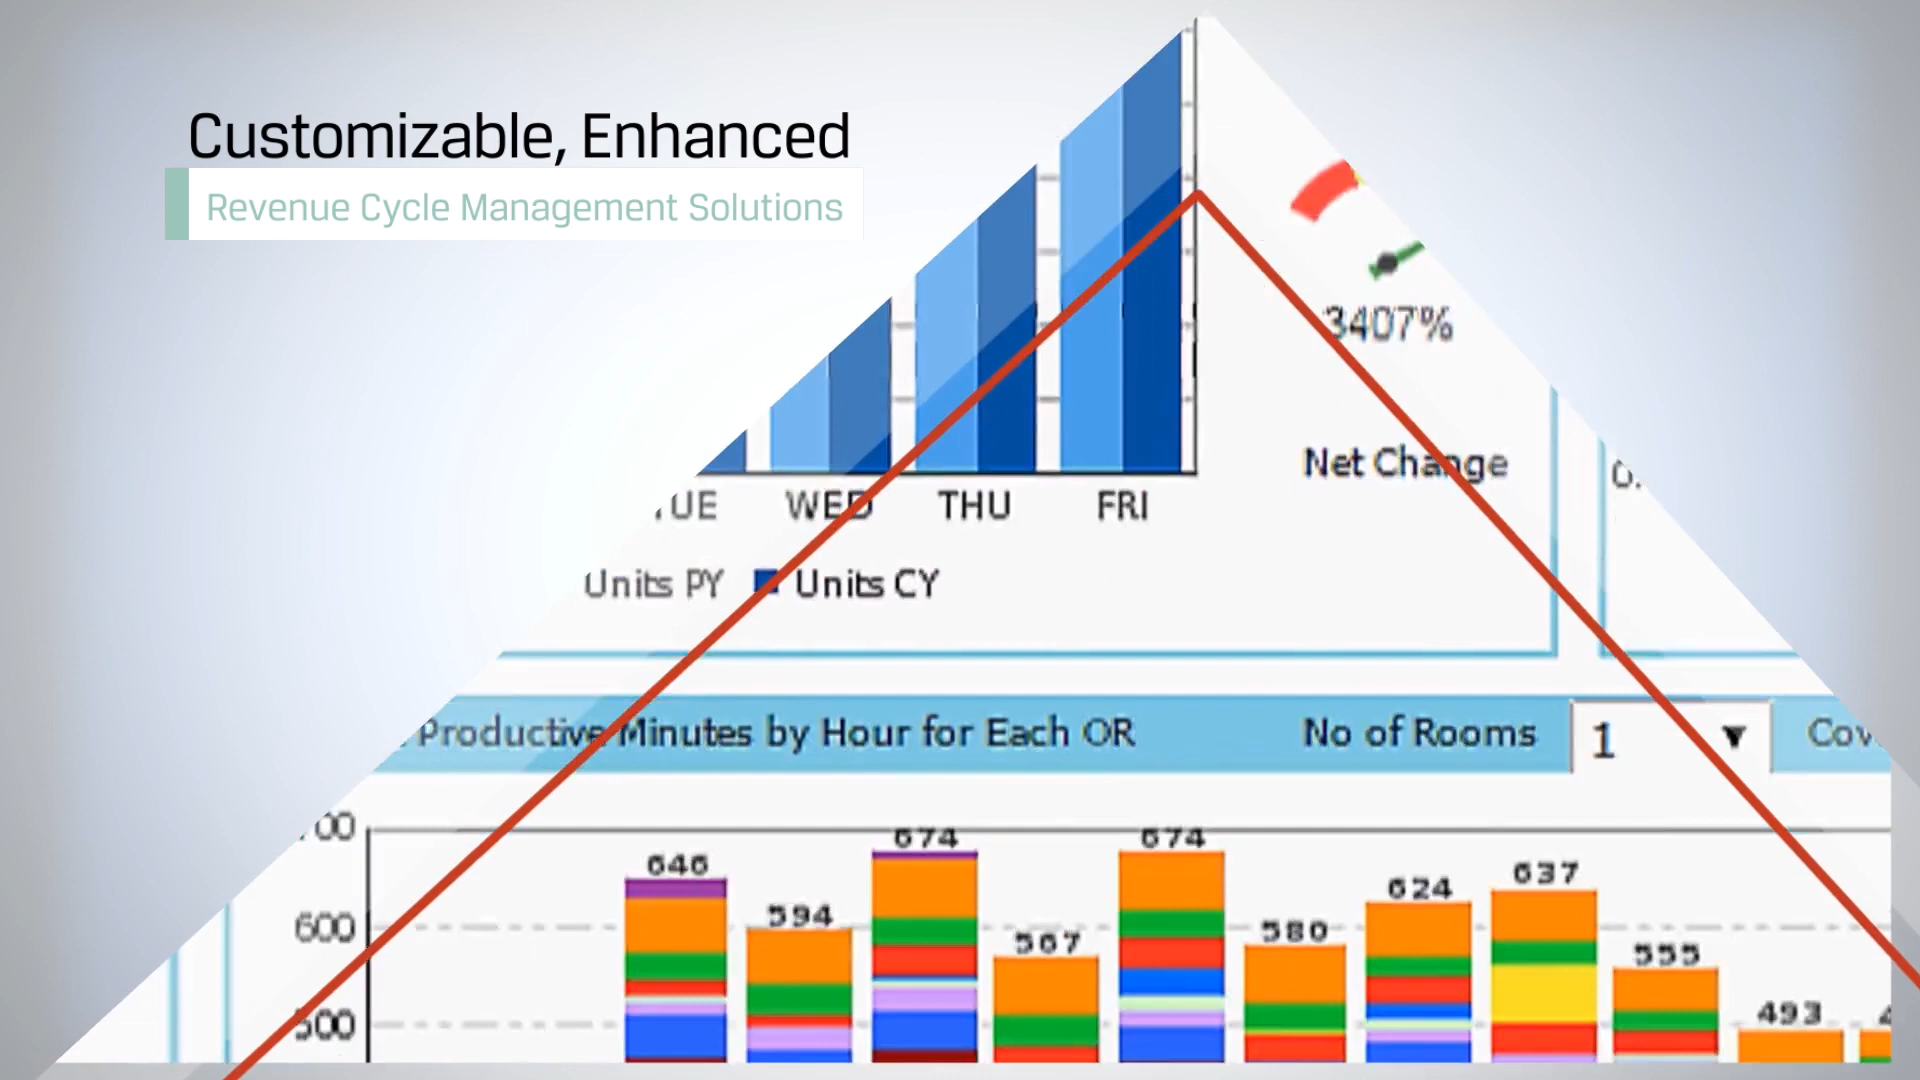 Customizable, Enhanced
Revenue Cycle Management Solutions
3407%
Net Change
WED THU FRI
Units PY Units CY
Productive Minutes by Hour for Each OR No of Rooms 1
646 594 674 567 674 580 624 637 555 493
600
500